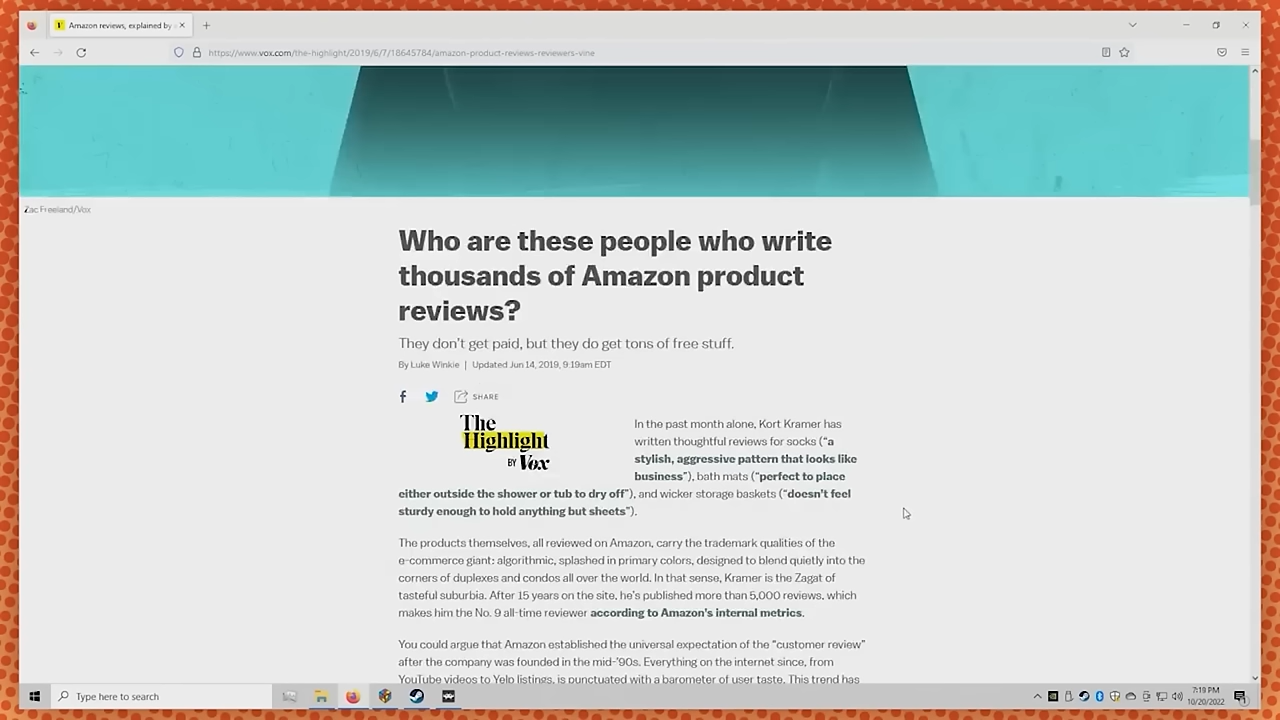 Amazon reviews, explained by
https://www.vox.com/the-highlight/2019/6/7/18645784/amazon-product-reviews-reviewers-vine
Zac Freeland/Vox
Who are these people who write
thousands of Amazon product
reviews?
They don't get paid, but they do get tons of free stuff.
By Luke Winkie | Updated Jun 14, 2019, 9:19am EDT
SHARE
The
Highlight
BY Vox
In the past month alone, Kort Kramer has
written thoughtful reviews for socks (“a
stylish, aggressive pattern that looks like
business”), bath mats (“perfect to place
either outside the shower or tub to dry off”), and wicker storage baskets (“doesn’t feel
sturdy enough to hold anything but sheets”).
The products themselves, all reviewed on Amazon, carry the trademark qualities of the
e-commerce giant: algorithmic, splashed in primary colors, designed to blend quietly into the
corners of duplexes and condos all over the world. In that sense, Kramer is the Zagat of
tasteful suburbia. After 15 years on the site, he’s published more than 5,000 reviews, which
makes him the No. 9 all-time reviewer according to Amazon’s internal metrics.
You could argue that Amazon established the universal expectation of the “customer review”
after the company was founded in the mid-’90s. Everything on the internet since, from
YouTube videos to Yelp listings, is punctuated with a barometer of user taste. This trend has
Type here to search
7:19 PM
10/20/2022